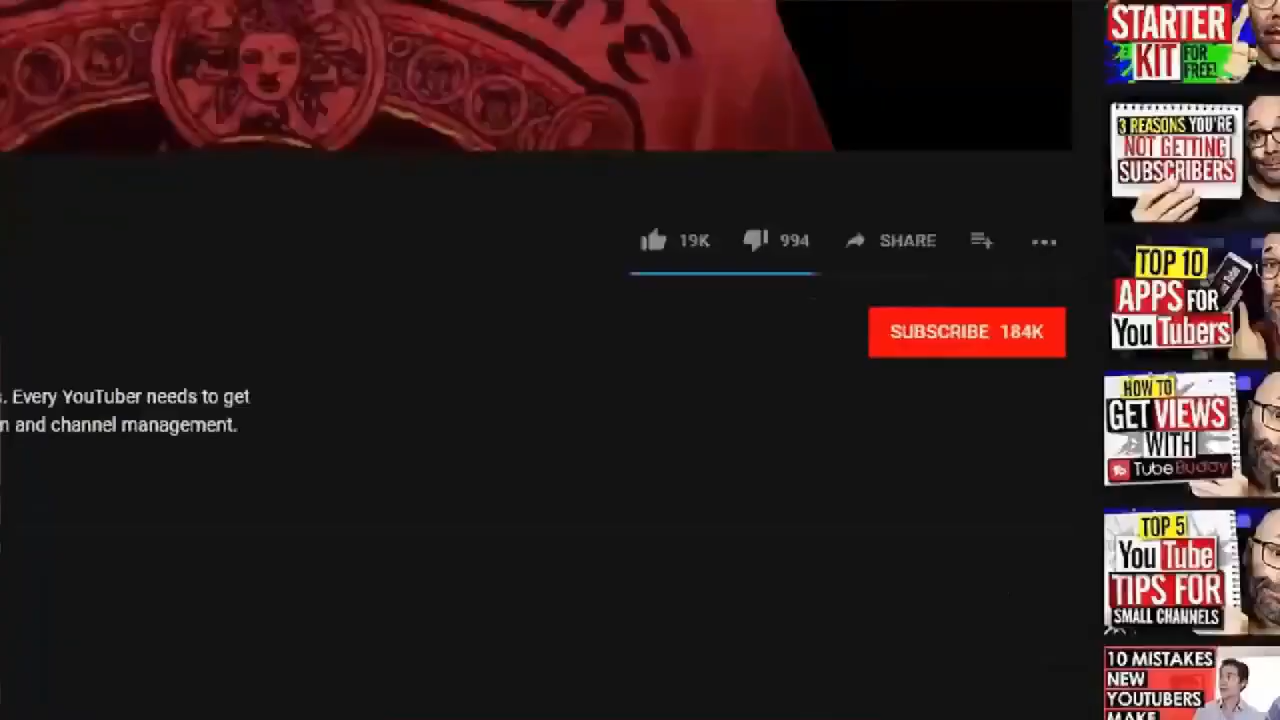 19K 994 SHARE
SUBSCRIBE 184K
. Every YouTuber needs to get
and channel management.
STARTER
KIT FOR
FREE!
3 REASONS YOU'RE
NOT GETTING
SUBSCRIBERS
TOP 10
APPS FOR
YouTubers
HOW TO
GET VIEWS
WITH
TubeBuddy
TOP 5
YouTube
TIPS FOR
SMALL CHANNELS
10 MISTAKES
NEW
YOUTUBERS
MAKE